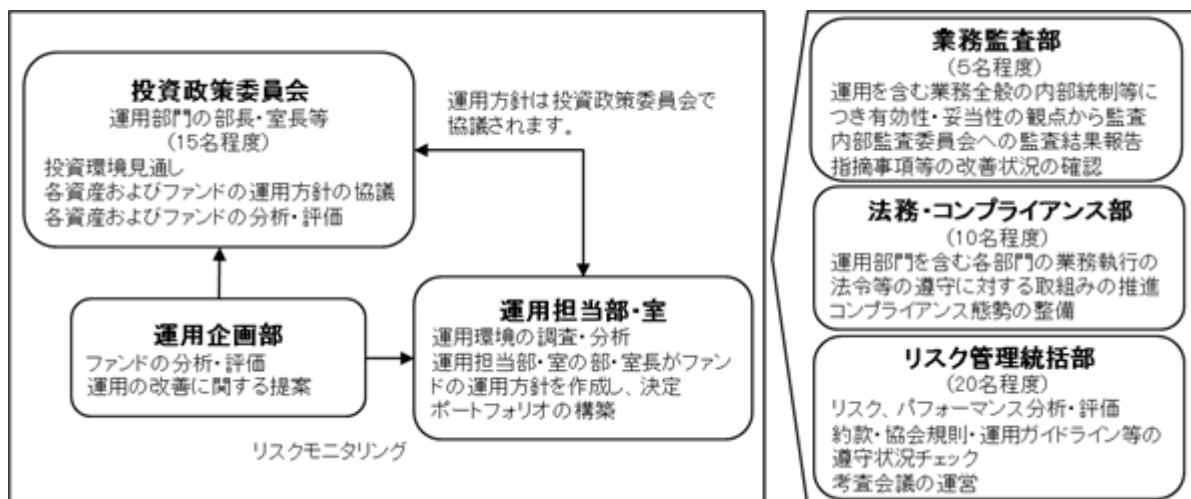 投資政策委員会
運用部門の部長・室長等
(15名程度)
投資環境見通し
各資産およびファンドの運用方針の協議
各資産およびファンドの分析・評価
運用方針は投資政策委員会で
協議されます。
運用企画部
ファンドの分析・評価
運用の改善に関する提案
運用担当部・室
運用環境の調査・分析
運用担当部・室の部・室長がファン
ドの運用方針を作成し、決定
ポートフォリオの構築
リスクモニタリング
業務監査部
(5名程度)
運用を含む業務全般の内部統制等に
つき有効性・妥当性の観点から監査
内部監査委員会への監査結果報告
指摘事項等の改善状況の確認
法務・コンプライアンス部
(10名程度)
運用部門を含む各部門の業務執行の
法令等の遵守に対する取組みの推進
コンプライアンス態勢の整備
リスク管理統括部
(20名程度)
リスク、パフォーマンス分析・評価
約款・協会規則・運用ガイドライン等の
遵守状況チェック
考査会議の運営